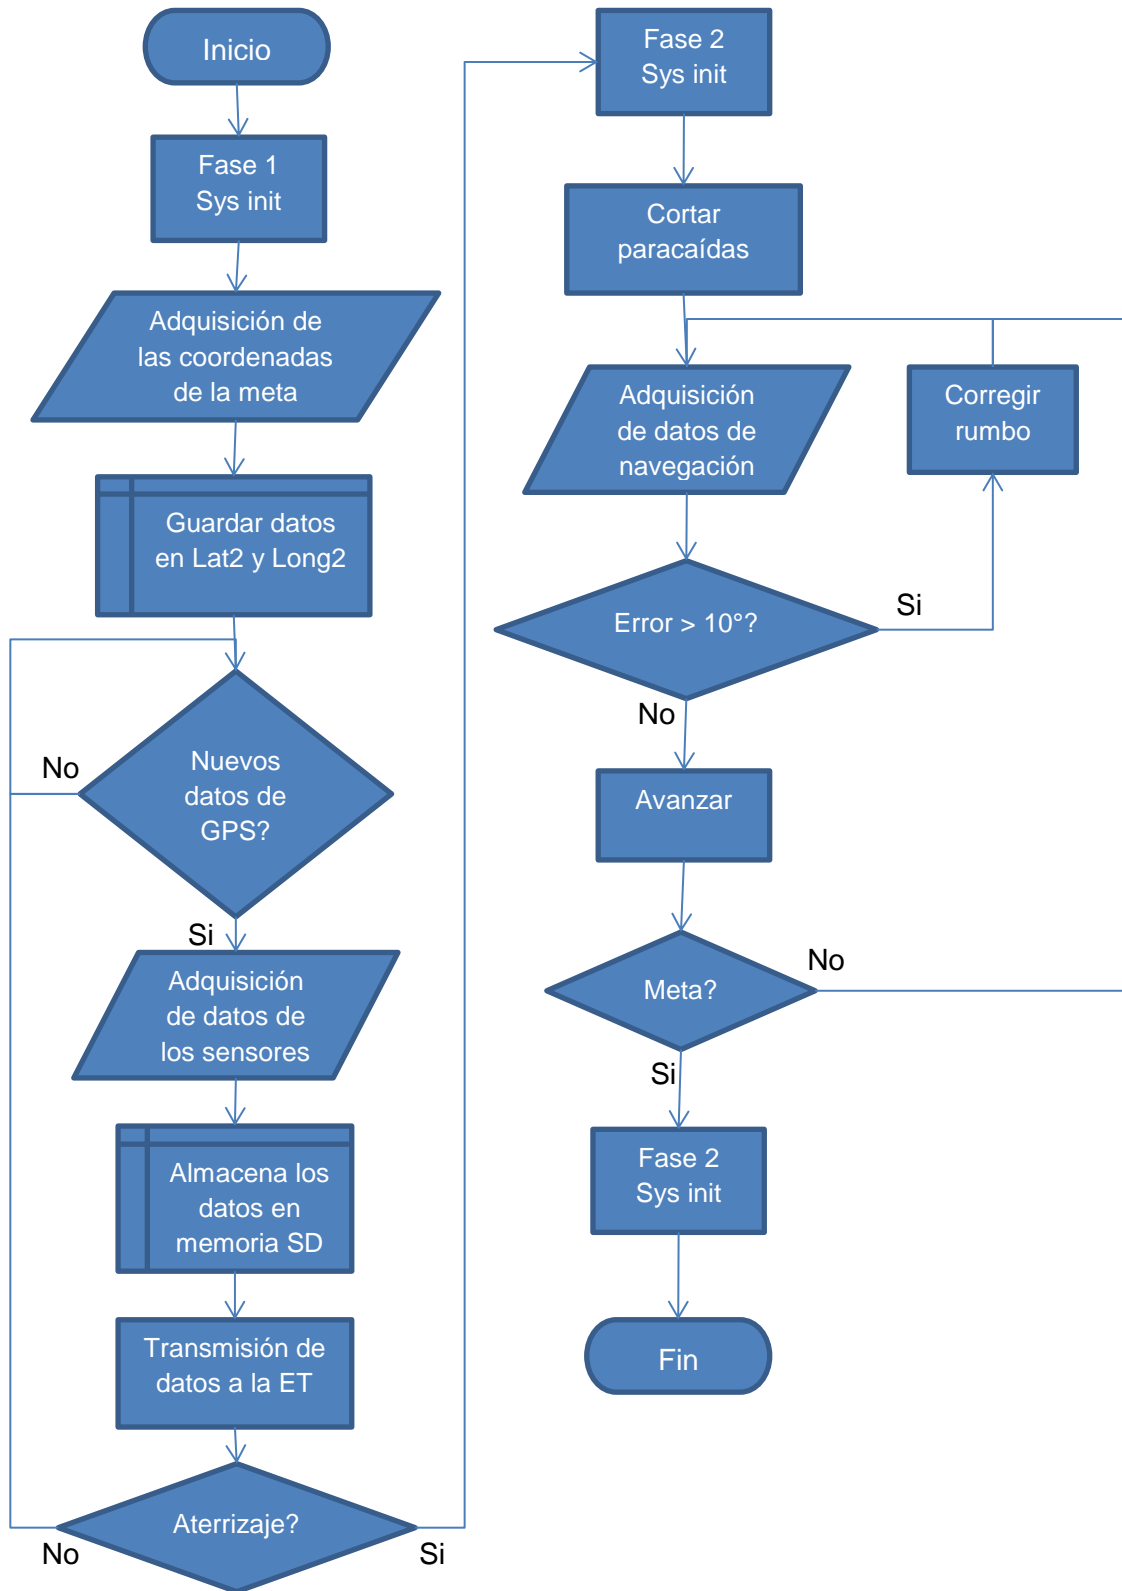 Inicio
Fase 1
Sys init
Adquisición de
las coordenadas
de la meta
Guardar datos
en Lat2 y Long2
No
Nuevos
datos de
GPS?
Si
Adquisición
de datos de
los sensores
Almacena los
datos en
memoria SD
Transmisión de
datos a la ET
Aterrizaje?
No
Si
Fase 2
Sys init
Cortar
paracaídas
Adquisición
de datos de
navegación
Corregir
rumbo
Error > 10°?
Si
No
Avanzar
Meta?
No
Si
Fase 2
Sys init
Fin